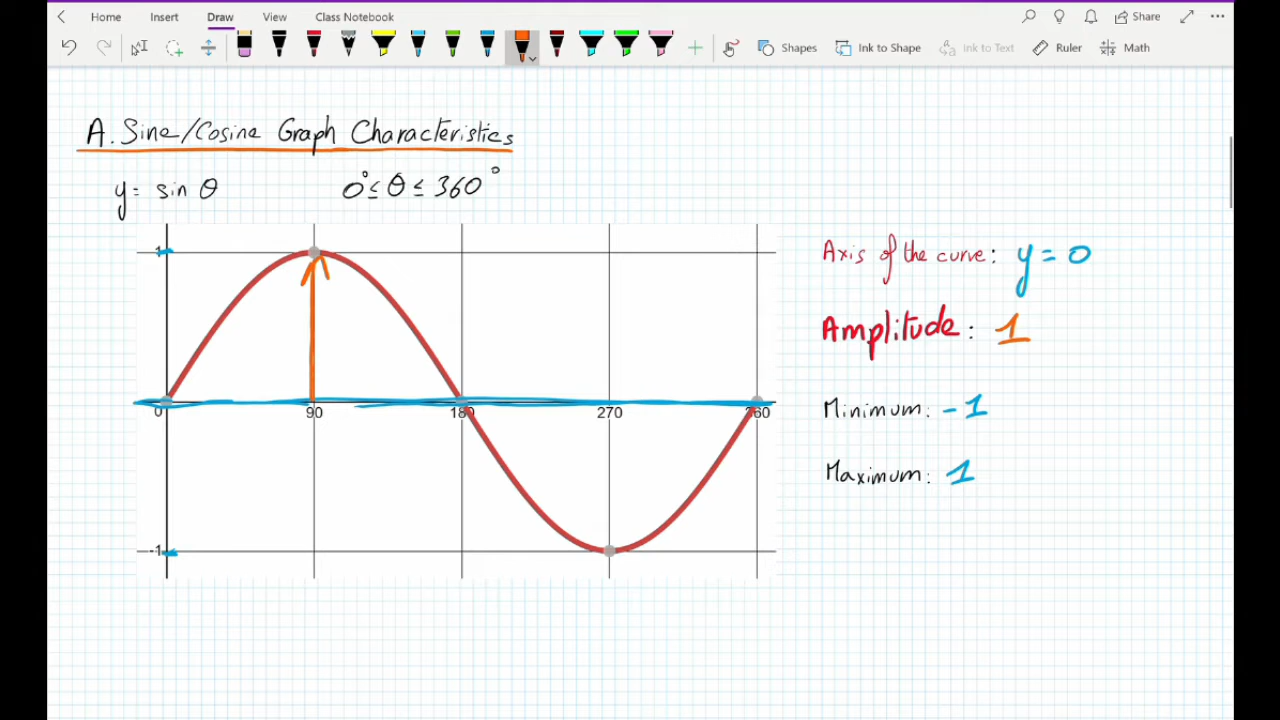 Home Insert Draw View Class Notebook Share
Shapes Ink to Shape Ink to Text Ruler Math
A. Sine/Cosine Graph Characteristics
y = sin θ 0° ≤ θ ≤ 360°
1
0 90 180 270 360
-1
Axis of the curve: y = 0
Amplitude: 1
Minimum: -1
Maximum: 1